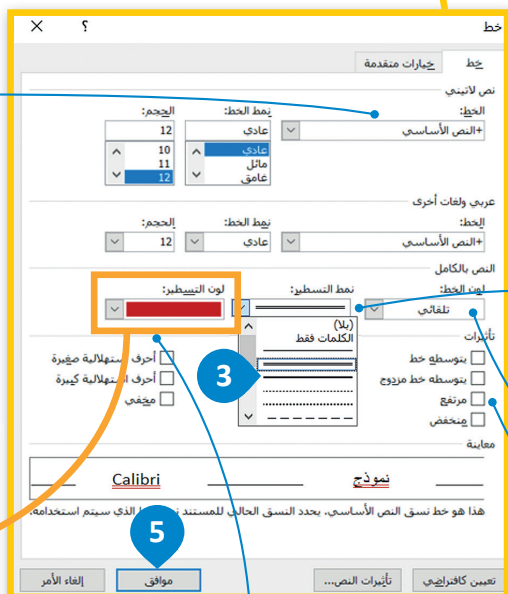 خط
؟
خط خيارات متقدمة
نص لاتيني
الخط: نمط الخط: الحجم:
+النص الأساسي عادي 12
عادي 10
مائل 11
غامق 12
عربي ولغات أخرى
الخط: نمط الخط: الحجم:
+النص الأساسي عادي 12
النص بالكامل
لون الخط: نمط التسطير: لون التسطير:
تلقائي
(بلا)
الكلمات فقط
3
تأثيرات
يتوسطه خط أحرف استهلالية صغيرة
يتوسطه خط مزدوج أحرف استهلالية كبيرة
مرتفع مخفي
منخفض
معاينة
نموذج Calibri
هذا هو خط نسق النص الأساسي. يحدد النسق الحالي للمستند الذي سيتم استخدامه.
5
تعيين كافتراضي تأثيرات النص... موافق إلغاء الأمر